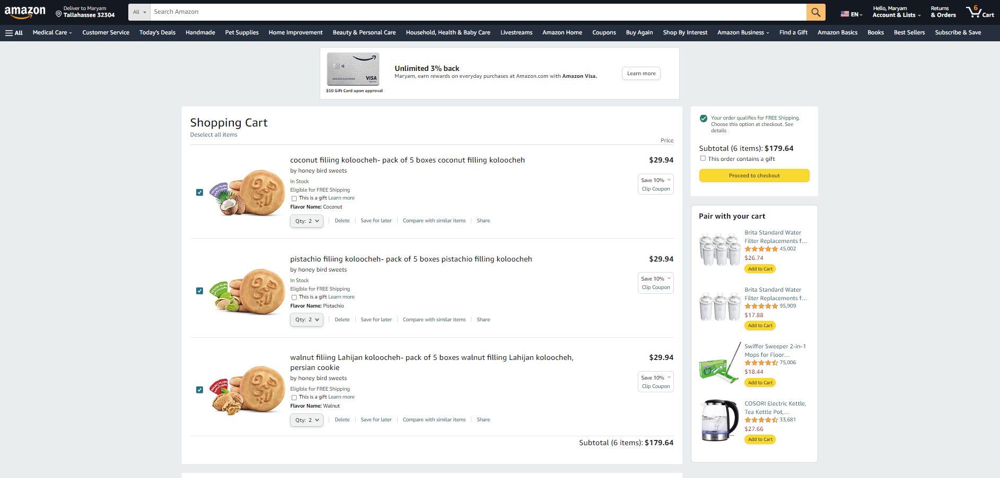 amazon
Deliver to Maryam
Tallahassee 32304
All
Search Amazon
EN
Hello, Maryam
Account & Lists
Returns
& Orders
6
Cart
All
Medical Care
Customer Service
Today's Deals
Handmade
Pet Supplies
Home Improvement
Beauty & Personal Care
Household, Health & Baby Care
Livestreams
Amazon Home
Coupons
Buy Again
Shop By Interest
Amazon Business
Find a Gift
Amazon Basics
Books
Best Sellers
Subscribe & Save
AMAZON CUSTOMER
VISA
Signature
$50 Gift Card upon approval
Unlimited 3% back
Maryam, earn rewards on everyday purchases at Amazon.com with Amazon Visa.
Learn more
Shopping Cart
Deselect all items
Price
coconut filiing koloocheh- pack of 5 boxes coconut filling koloocheh
$29.94
by honey bird sweets
In Stock
Eligible for FREE Shipping
This is a gift Learn more
Flavor Name: Coconut
Qty: 2
Delete
Save for later
Compare with similar items
Share
Save 10%
Clip Coupon
COCONUT FILLING
pistachio filiing koloocheh- pack of 5 boxes pistachio filling koloocheh
$29.94
by honey bird sweets
In Stock
Eligible for FREE Shipping
This is a gift Learn more
Flavor Name: Pistachio
Qty: 2
Delete
Save for later
Compare with similar items
Share
Save 10%
Clip Coupon
walnut filiing Lahijan koloocheh- pack of 5 boxes walnut filling Lahijan koloocheh,
persian cookie
$29.94
by honey bird sweets
Eligible for FREE Shipping
This is a gift Learn more
Flavor Name: Walnut
Qty: 2
Delete
Save for later
Compare with similar items
Share
Save 10%
Clip Coupon
WALNUT FILLING
Subtotal (6 items): $179.64
Your order qualifies for FREE Shipping.
Choose this option at checkout. See
details
Subtotal (6 items): $179.64
This order contains a gift
Proceed to checkout
Pair with your cart
Brita Standard Water
Filter Replacements f...
45,002
$26.74
Add to Cart
Brita Standard Water
Filter Replacements f...
95,909
$17.88
Add to Cart
Swiffer Sweeper 2-in-1
Mops for Floor...
75,006
$18.44
Add to Cart
COSORI Electric Kettle,
Tea Kettle Pot,...
33,681
$27.66
Add to Cart